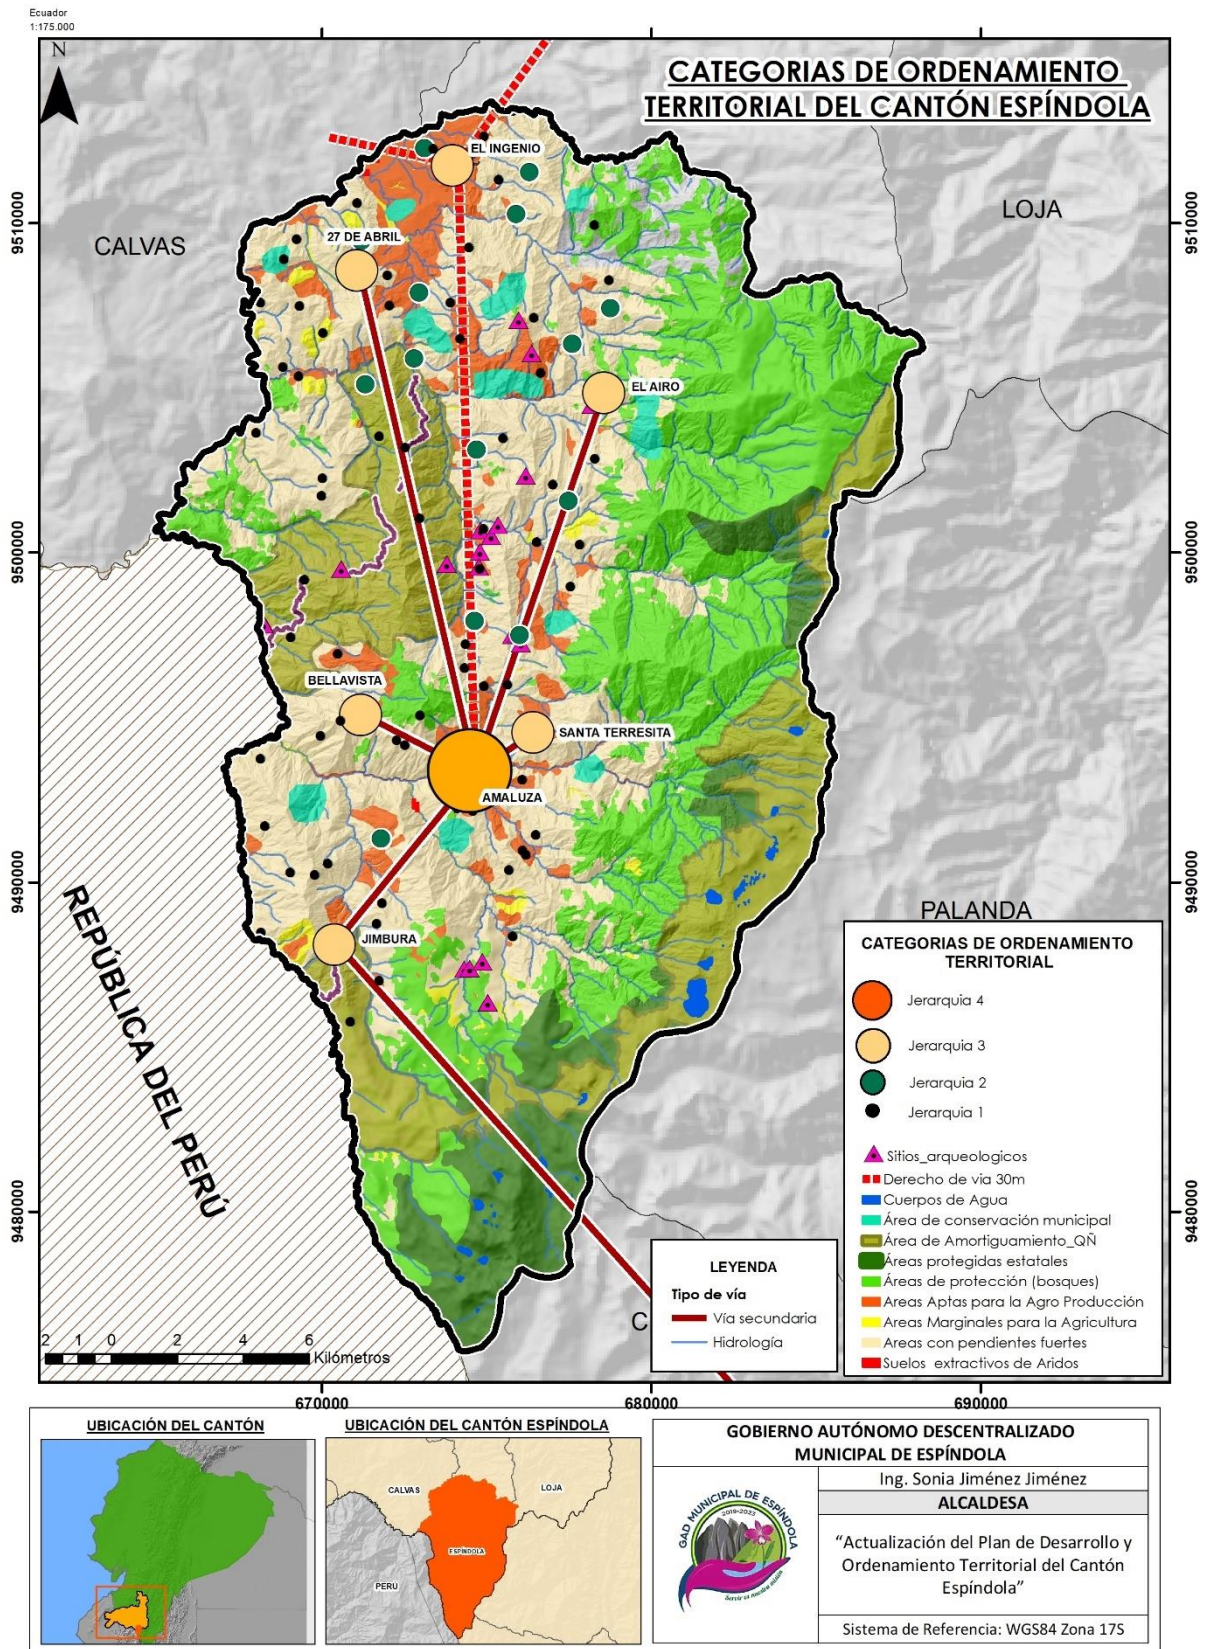 Ecuador
1:175.000
N
CATEGORIAS DE ORDENAMIENTO
TERRITORIAL DEL CANTÓN ESPÍNDOLA
EL INGENIO
LOJA
CALVAS
27 DE ABRIL
9510000
9510000
EL AIRO
9500000
9500000
BELLAVISTA
SANTA TERRESITA
AMALUZA
9490000
9490000
REPÚBLICA DEL PERÚ
JIMBURA
PALANDA
CATEGORIAS DE ORDENAMIENTO
TERRITORIAL
Jerarquia 4
Jerarquia 3
Jerarquia 2
Jerarquia 1
Sitios_arqueologicos
Derecho de via 30m
Cuerpos de Agua
Área de conservación municipal
Área de Amortiguamiento_QÑ
Áreas protegidas estatales
Áreas de protección (bosques)
Areas Aptas para la Agro Producción
Areas Marginales para la Agricultura
Areas con pendientes fuertes
Suelos extractivos de Aridos
9480000
9480000
LEYENDA
Tipo de vía
Vía secundaria
Hidrología
C
2 1 0 2 4 6
Kilómetros
670000 680000 690000
UBICACIÓN DEL CANTÓN
UBICACIÓN DEL CANTÓN ESPÍNDOLA
CALVAS
LOJA
ESPÍNDOLA
PERÚ
GOBIERNO AUTÓNOMO DESCENTRALIZADO
MUNICIPAL DE ESPÍNDOLA
GAD MUNICIPAL DE ESPÍNDOLA
2019-2023
Ing. Sonia Jiménez Jiménez
ALCALDESA
“Actualización del Plan de Desarrollo y
Ordenamiento Territorial del Cantón
Espíndola”
Sistema de Referencia: WGS84 Zona 17S